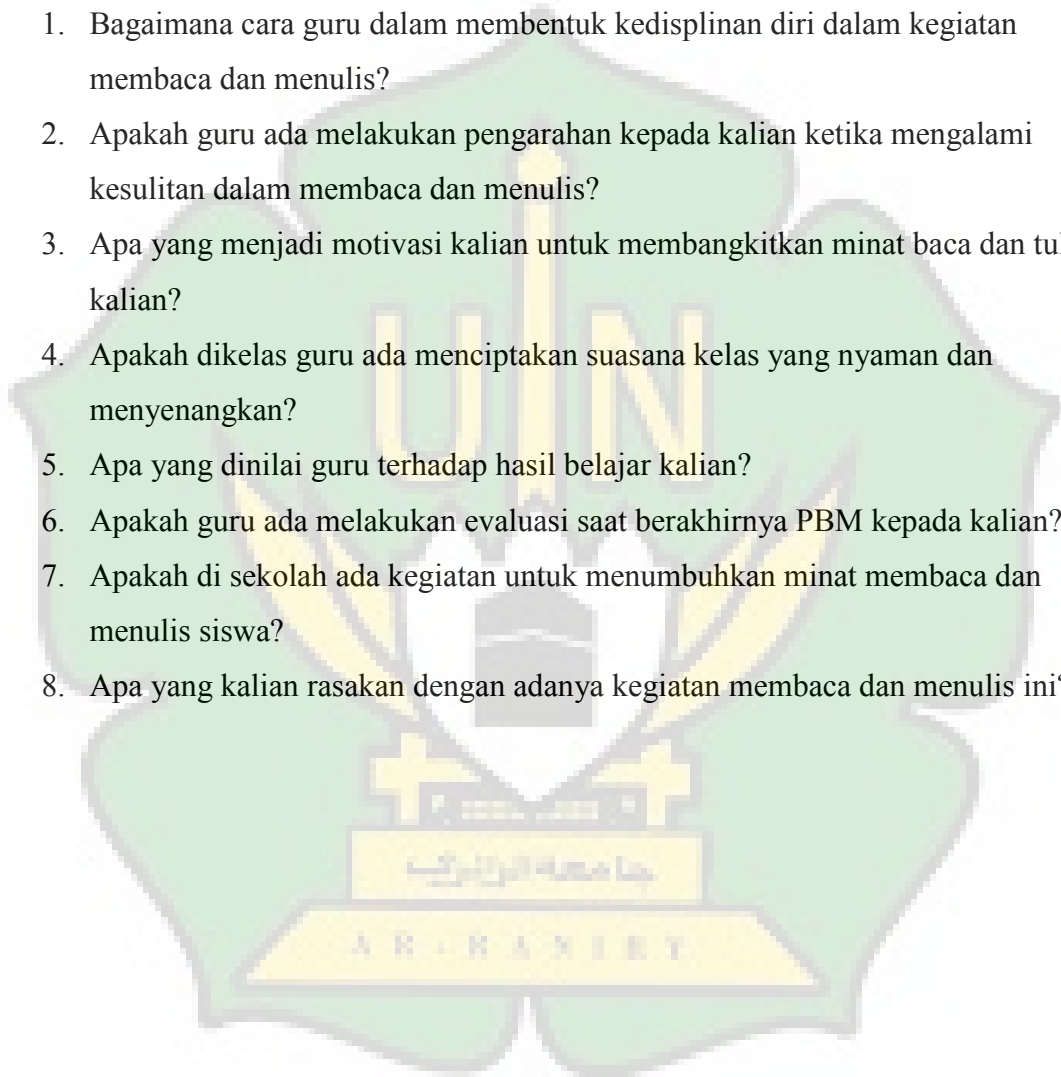 1. Bagaimana cara guru dalam membentuk kedisplinan diri dalam kegiatan
membaca dan menulis?
2. Apakah guru ada melakukan pengarahan kepada kalian ketika mengalami
kesulitan dalam membaca dan menulis?
3. Apa yang menjadi motivasi kalian untuk membangkitkan minat baca dan
kalian?
4. Apakah dikelas guru ada menciptakan suasana kelas yang nyaman dan
menyenangkan?
5. Apa yang dinilai guru terhadap hasil belajar kalian?
6. Apakah guru ada melakukan evaluasi saat berakhirnya PBM kepada kalian?
7. Apakah di sekolah ada kegiatan untuk menumbuhkan minat membaca dan
menulis siswa?
8. Apa yang kalian rasakan dengan adanya kegiatan membaca dan menulis ini?
UIN
جامعة الرانيري
AR-RANIRY